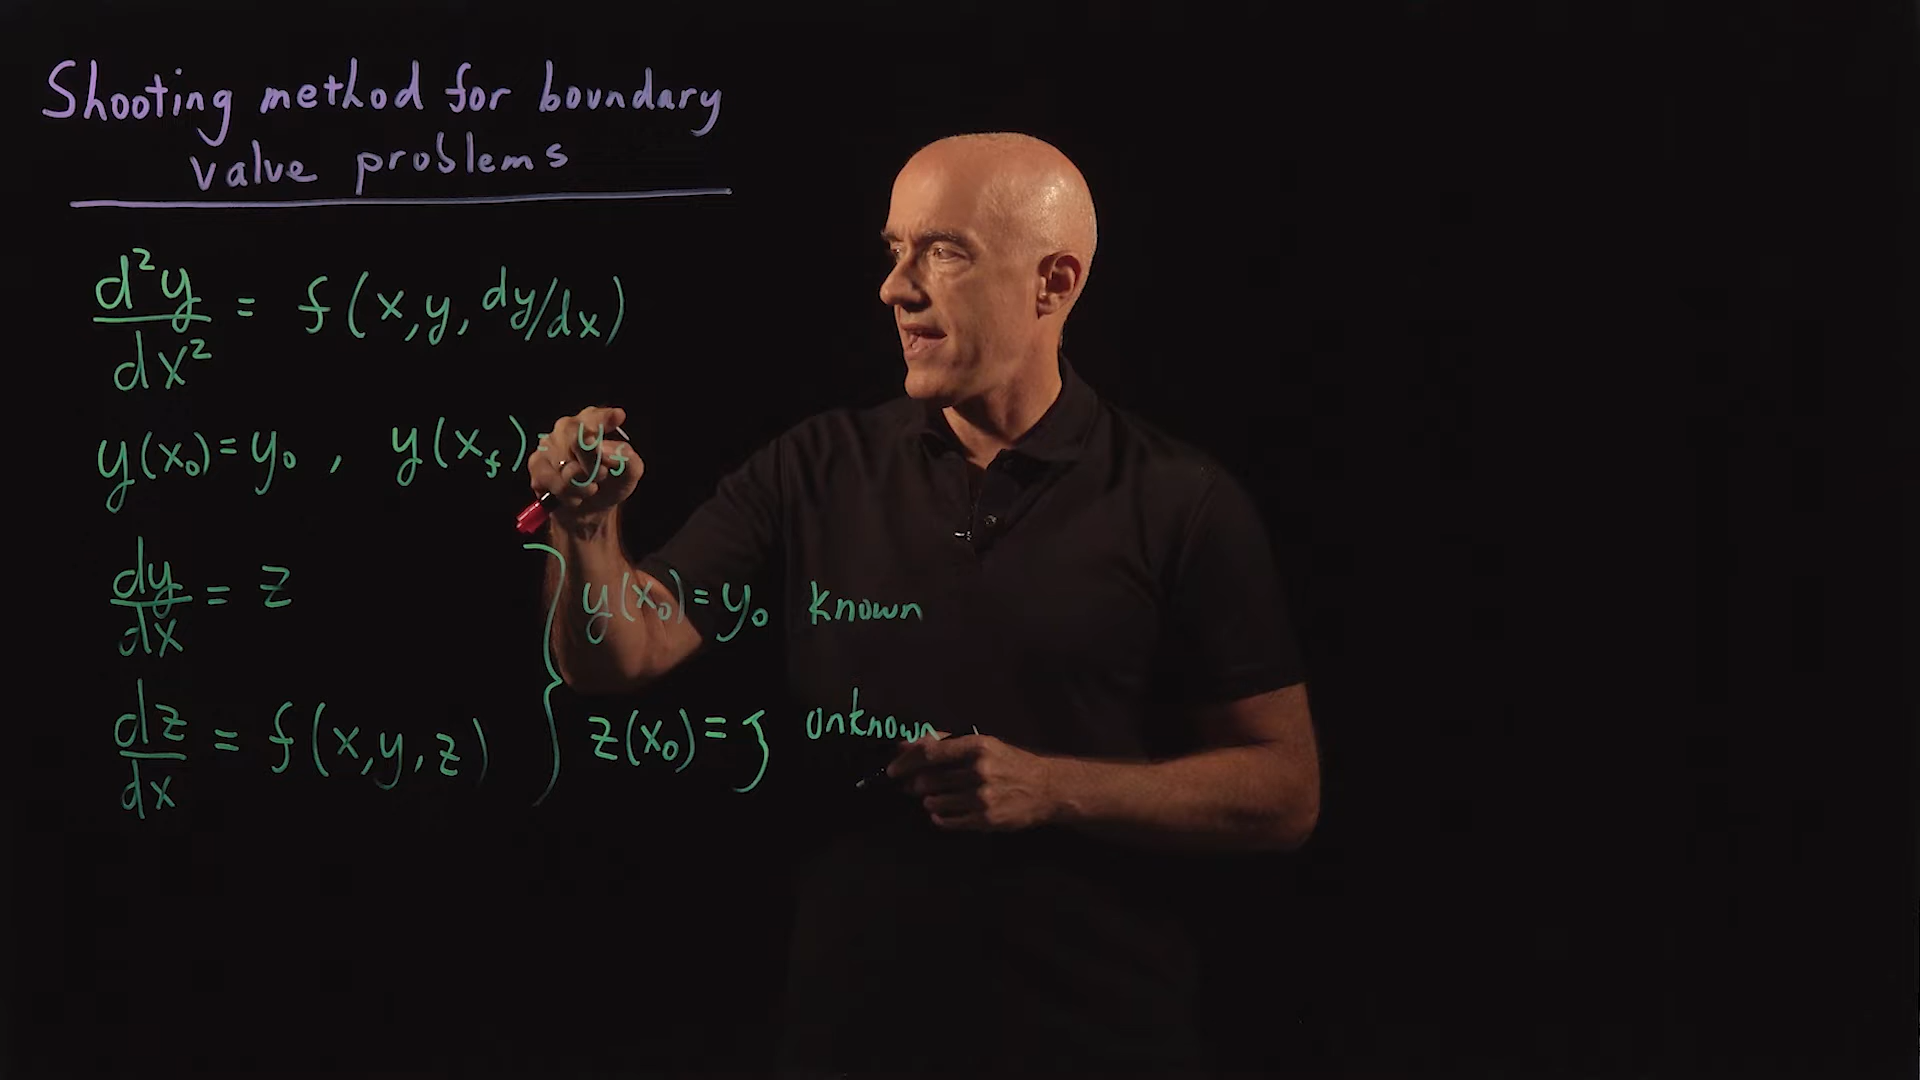 Shooting method for boundary
value problems
d²y/dx² = f(x, y, dy/dx)
y(x₀) = y₀ , y(x_f) = y_f
dy/dx = z } y(x₀) = y₀ known
dz/dx = f(x, y, z) } z(x₀) = ζ unknown